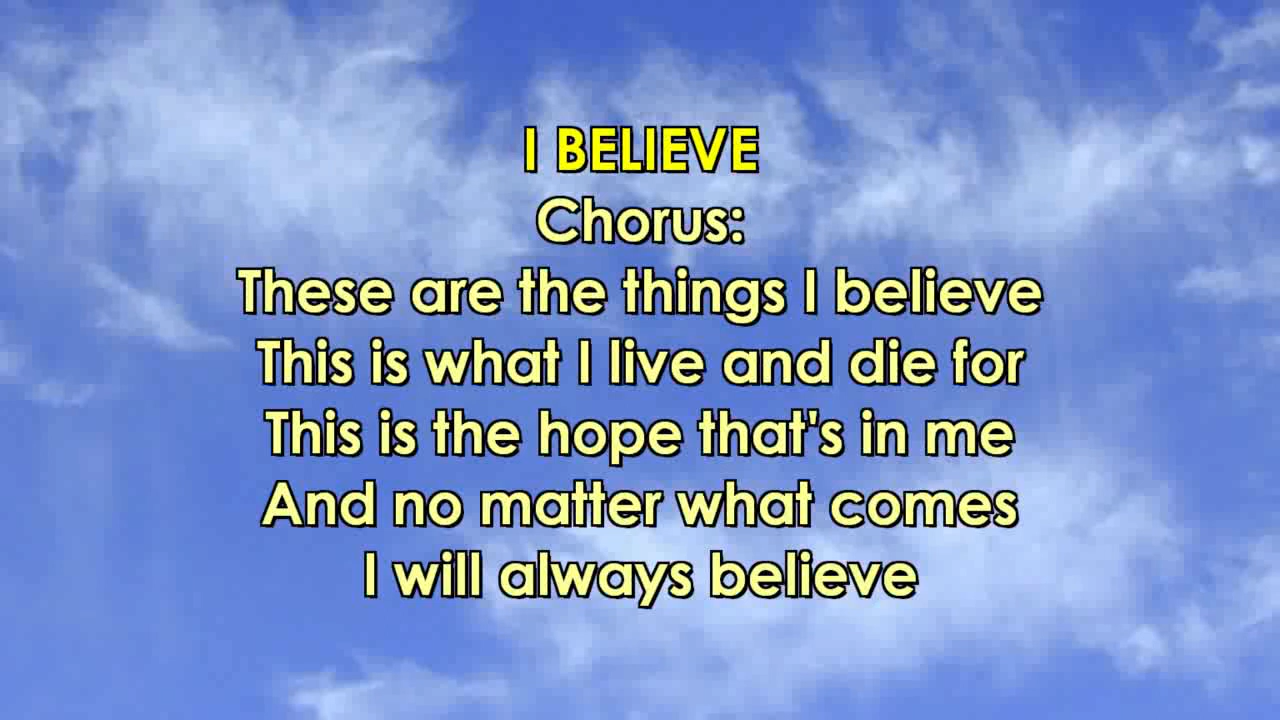 I BELIEVE
Chorus:
These are the things I believe
This is what I live and die for
This is the hope that's in me
And no matter what comes
I will always believe